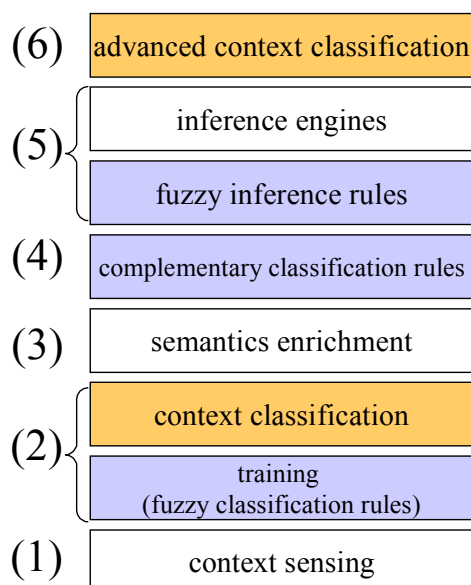 (6) advanced context classification
inference engines
(5)
fuzzy inference rules
(4) complementary classification rules
(3) semantics enrichment
context classification
(2)
training
(fuzzy classification rules)
(1) context sensing